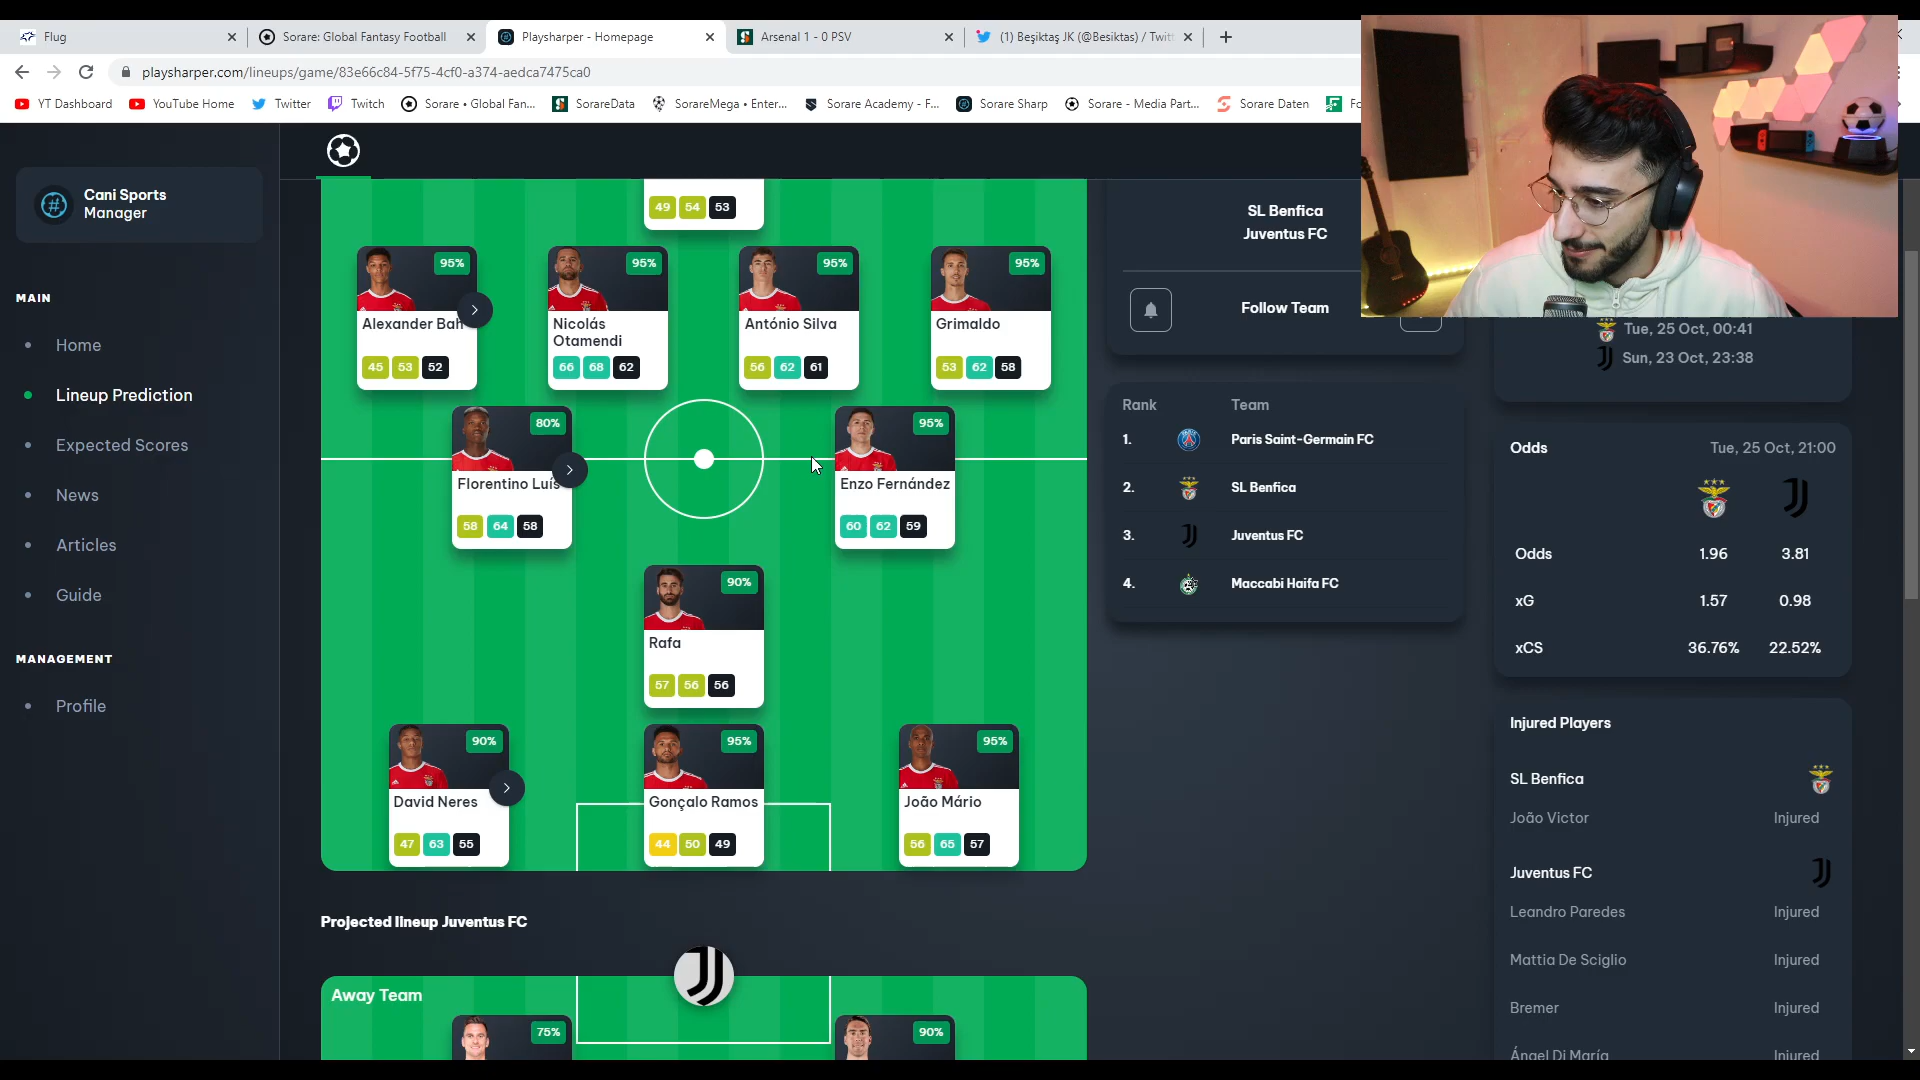 Flug
Sorare: Global Fantasy Football
Playsharper - Homepage
Arsenal 1 - 0 PSV
(1) Beşiktaş JK (@Besiktas) / Twitt
playsharper.com/lineups/game/83e66c84-5f75-4cf0-a374-aedca7475ca0
YT Dashboard
YouTube Home
Twitter
Twitch
Sorare • Global Fan...
SorareData
SorareMega • Enter...
Sorare Academy - F...
Sorare Sharp
Sorare - Media Part...
Sorare Daten
Fo
Cani Sports
Manager
MAIN
Home
Lineup Prediction
Expected Scores
News
Articles
Guide
MANAGEMENT
Profile
49 54 53
95%
Alexander Bah
45 53 52
95%
Nicolás
Otamendi
66 68 62
95%
António Silva
56 62 61
95%
Grimaldo
53 62 58
80%
Florentino Luís
58 64 58
95%
Enzo Fernández
60 62 59
90%
Rafa
57 56 56
90%
David Neres
47 63 55
95%
Gonçalo Ramos
44 50 49
95%
João Mário
56 65 57
Projected lineup Juventus FC
Away Team
75%
90%
SL Benfica
Juventus FC
Follow Team
Rank Team
1. Paris Saint-Germain FC
2. SL Benfica
3. Juventus FC
4. Maccabi Haifa FC
Tue, 25 Oct, 00:41
Sun, 23 Oct, 23:38
Odds Tue, 25 Oct, 21:00
Odds 1.96 3.81
xG 1.57 0.98
xCS 36.76% 22.52%
Injured Players
SL Benfica
João Victor Injured
Juventus FC
Leandro Paredes Injured
Mattia De Sciglio Injured
Bremer Injured
Ángel Di María Injured